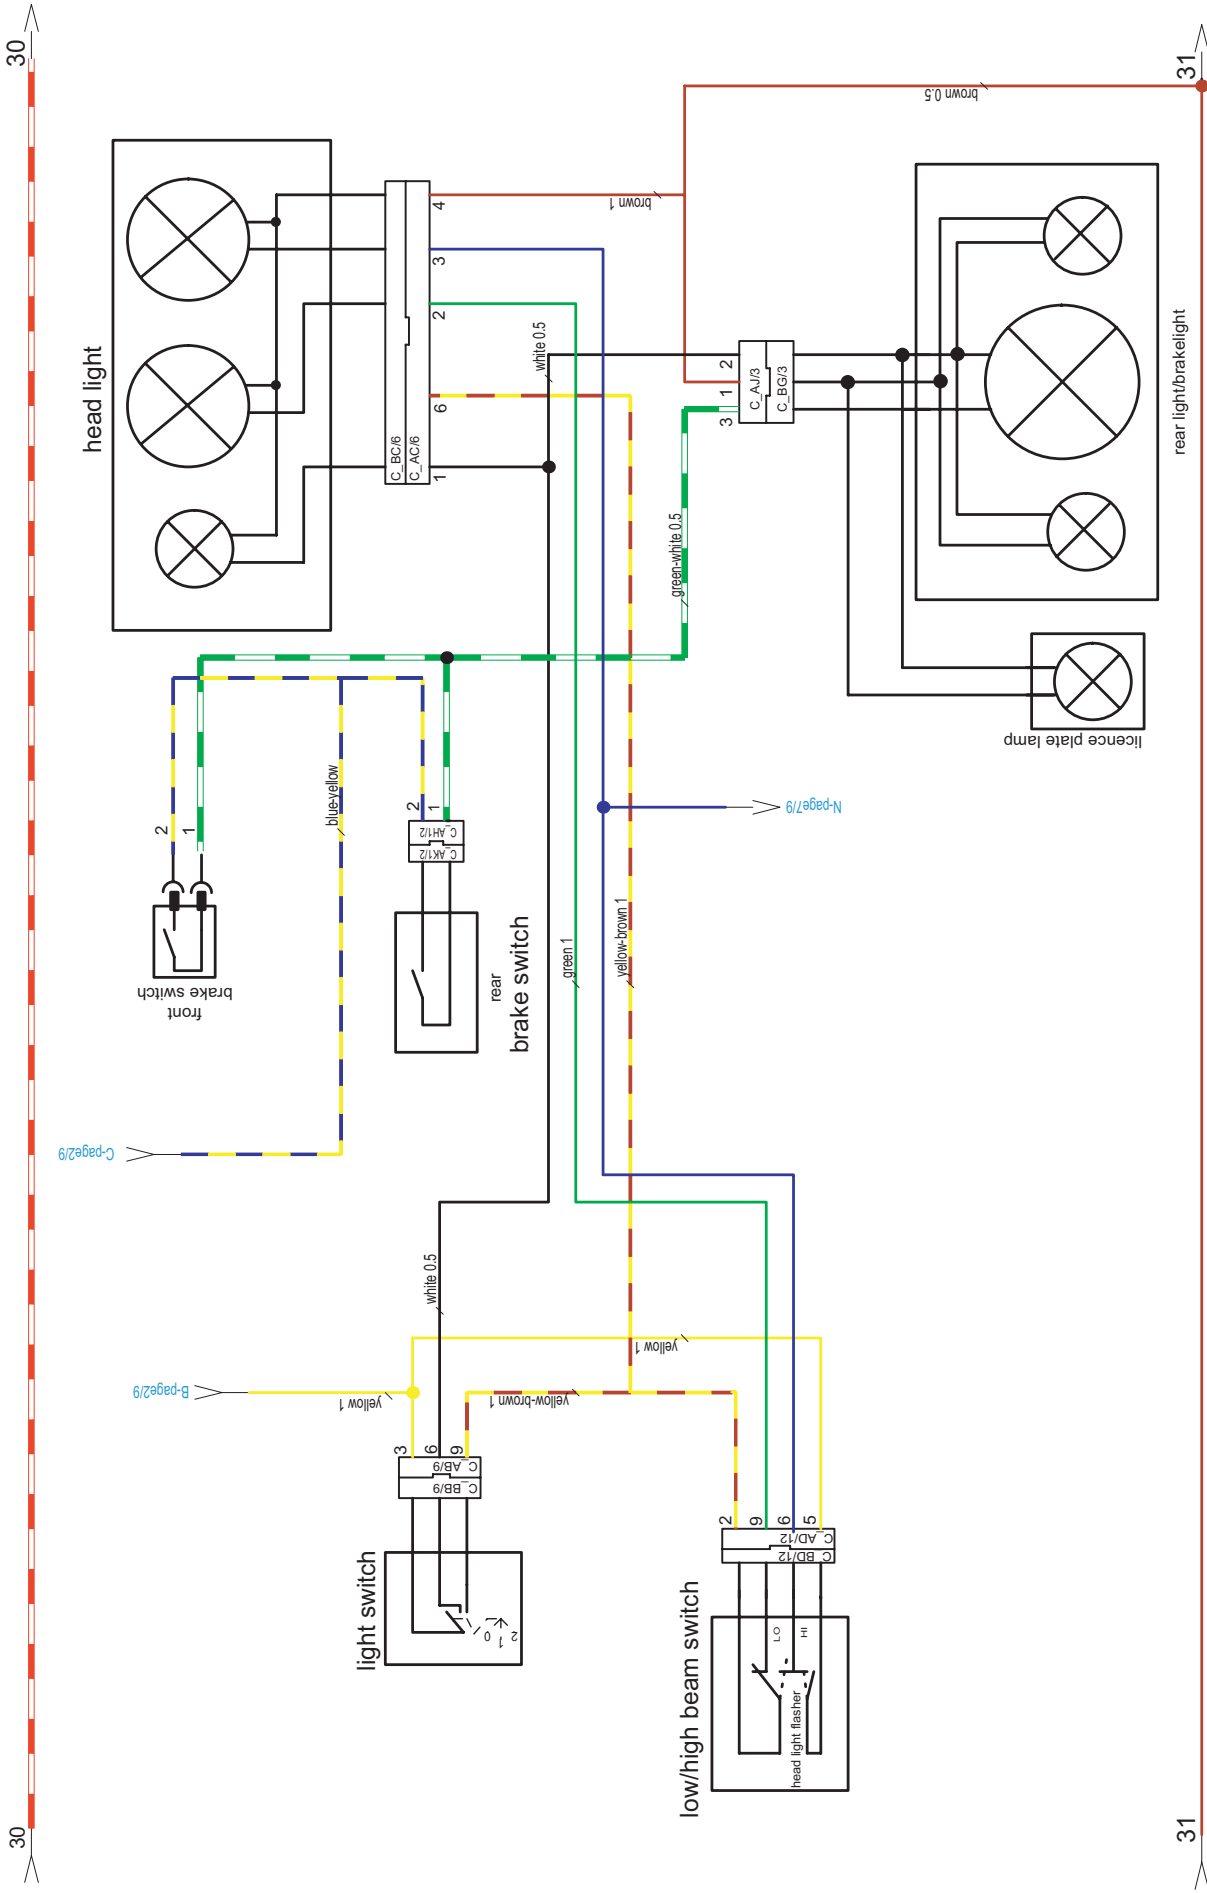 30
30
31
31
head light
C_BC/6
C_AC/6
4
3
2
6
1
brown 0.5
brown 1
white 0.5
2
1
3
C_AJ/3
C_BG/3
rear light/brakelight
licence plate lamp
green-white 0.5
blue-yellow
2
1
front
brake switch
2
1
C_AH1/2
C_AK1/2
rear
brake switch
N-page7/9
green 1
yellow-brown 1
C-page2/9
white 0.5
B-page2/9
yellow 1
yellow 1
yellow-brown 1
3
6
9
C_AB/9
C_BB/9
light switch
0
1
2
2
9
6
5
C_AD/12
C_BD/12
low/high beam switch
LO
HI
head light flasher